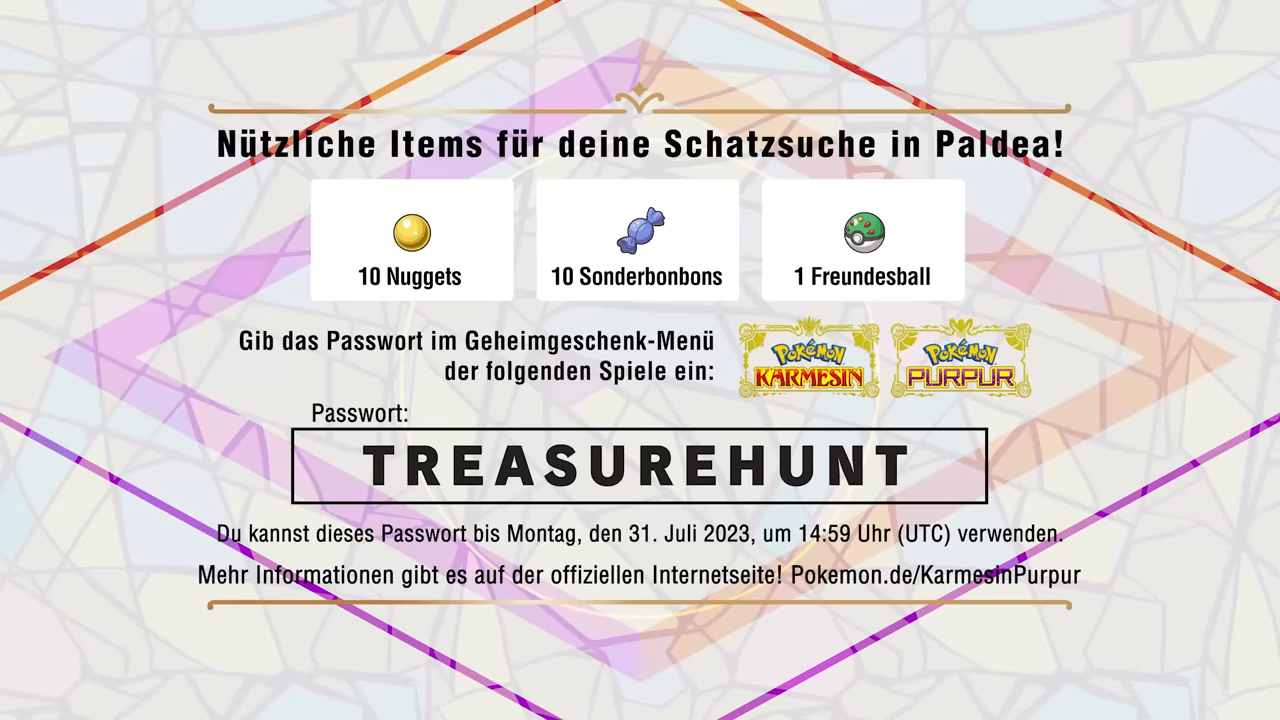 Nützliche Items für deine Schatzsuche in Paldea!
10 Nuggets
10 Sonderbonbons
1 Freundesball
Gib das Passwort im Geheimgeschenk-Menü
der folgenden Spiele ein:
POKéMON
KARMESIN
POKéMON
PURPUR
Passwort:
TREASUREHUNT
Du kannst dieses Passwort bis Montag, den 31. Juli 2023, um 14:59 Uhr (UTC) verwenden.
Mehr Informationen gibt es auf der offiziellen Internetseite! Pokemon.de/KarmesinPurpur